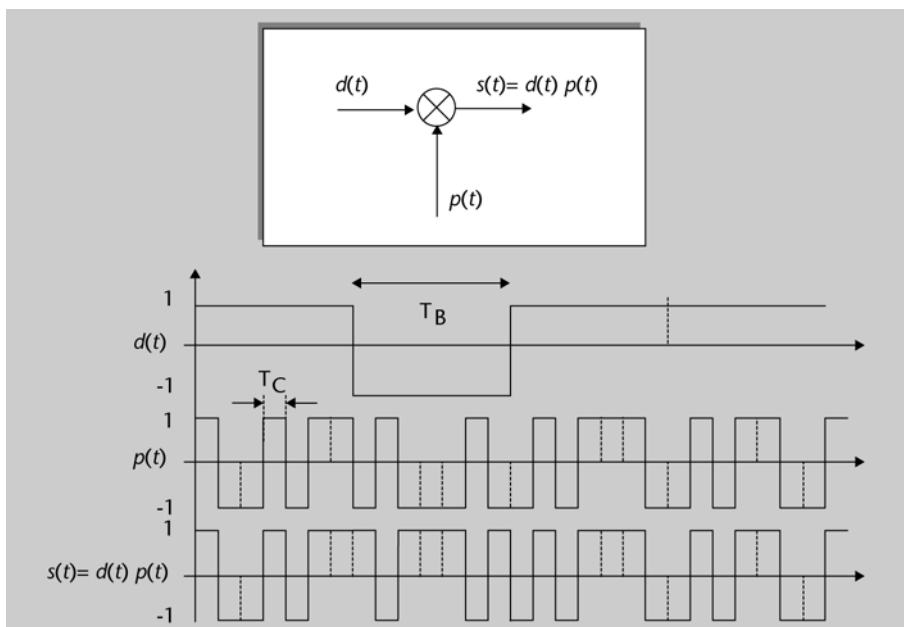 d(t)
s(t)= d(t) p(t)
p(t)
1
T_B
d(t)
-1
T_C
1
p(t)
-1
1
s(t)= d(t) p(t)
-1